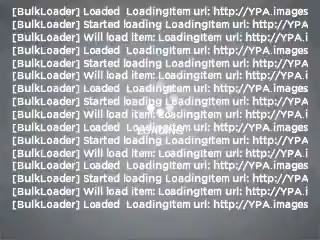 [BulkLoader] Loaded LoadingItem url: http://YPA.images
[BulkLoader] Started loading LoadingItem url: http://YPA
[BulkLoader] Will load item: LoadingItem url: http://YPA.i
[BulkLoader] Loaded LoadingItem url: http://YPA.images
[BulkLoader] Started loading LoadingItem url: http://YPA
[BulkLoader] Will load item: LoadingItem url: http://YPA.i
[BulkLoader] Loaded LoadingItem url: http://YPA.images
[BulkLoader] Started loading LoadingItem url: http://YPA
[BulkLoader] Will load item: LoadingItem url: http://YPA.i
[BulkLoader] Loaded LoadingItem url: http://YPA.images
LOADING
[BulkLoader] Started loading LoadingItem url: http://YPA
[BulkLoader] Will load item: LoadingItem url: http://YPA.i
[BulkLoader] Loaded LoadingItem url: http://YPA.images
[BulkLoader] Started loading LoadingItem url: http://YPA
[BulkLoader] Will load item: LoadingItem url: http://YPA.i
[BulkLoader] Loaded LoadingItem url: http://YPA.images